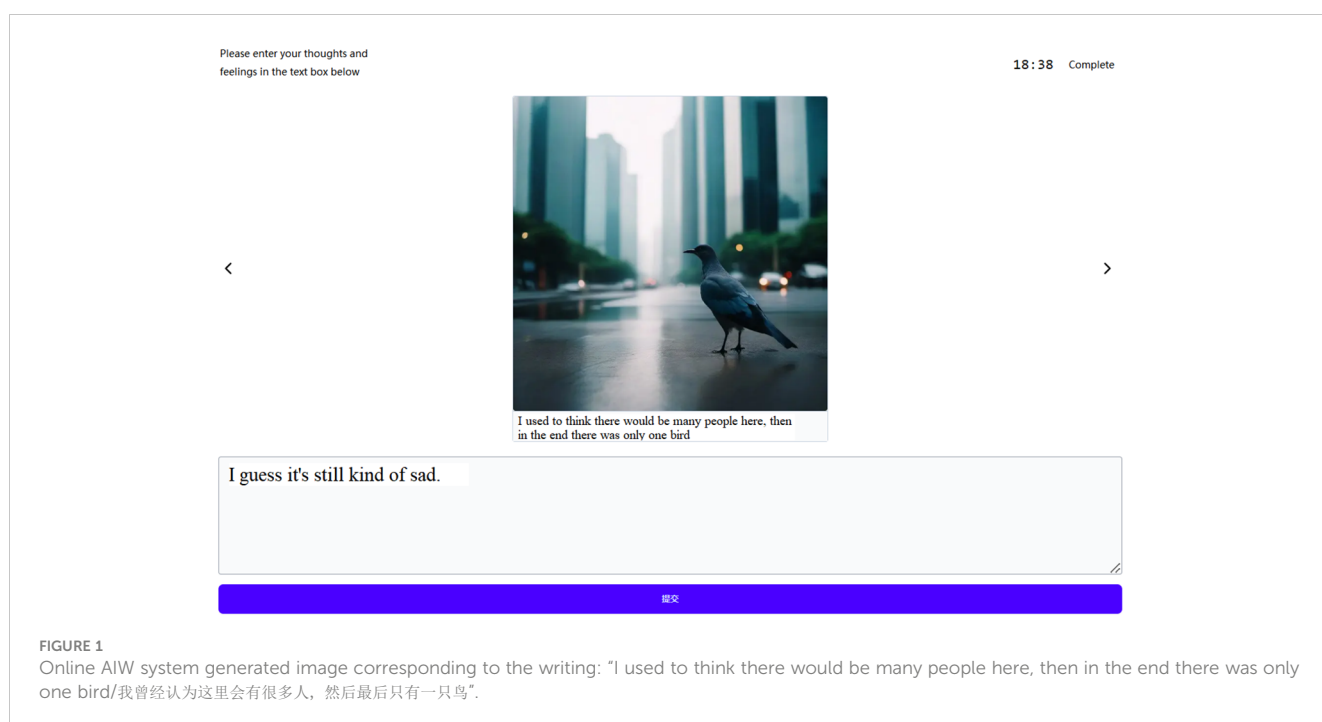 Please enter your thoughts and
feelings in the text box below
18:38 Complete
I used to think there would be many people here, then
in the end there was only one bird
I guess it's still kind of sad.
提交
FIGURE 1
Online AIW system generated image corresponding to the writing: "I used to think there would be many people here, then in the end there was only
one bird/我曾经认为这里会有很多人，然后最后只有一只鸟".